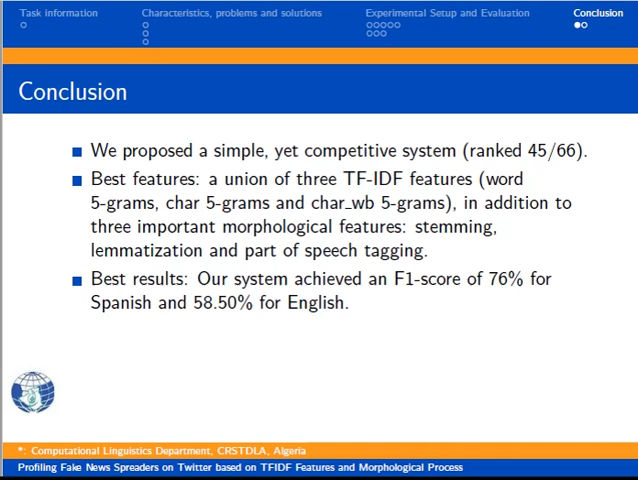 Task information Characteristics, problems and solutions Experimental Setup and Evaluation Conclusion
Conclusion
We proposed a simple, yet competitive system (ranked 45/66).
Best features: a union of three TF-IDF features (word
5-grams, char 5-grams and char_wb 5-grams), in addition to
three important morphological features: stemming,
lemmatization and part of speech tagging.
Best results: Our system achieved an F1-score of 76% for
Spanish and 58.50% for English.
*: Computational Linguistics Department, CRSTDLA, Algeria
Profiling Fake News Spreaders on Twitter based on TFIDF Features and Morphological Process